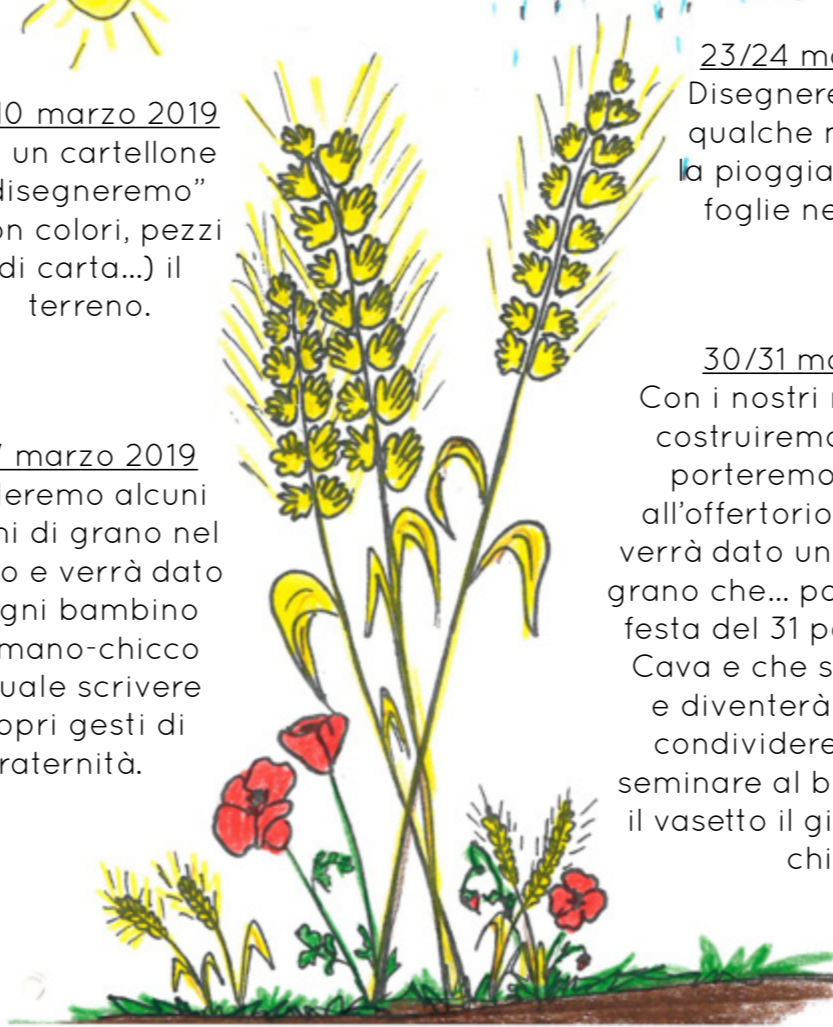 10 marzo 2019
un cartellone
disegneremo”
on colori, pezzi
di carta...) il
terreno.
marzo 2019
deremo alcuni
ni di grano nel
o e verrà dato
gni bambino
mano-chicco
uale scrivere
opri gesti di
raternità.
23/24 ma
Disegnere
qualche
la pioggia
foglie ne
30/31 ma
Con i nostri
costruiremo
porteremo
all’offertorio
verrà dato un
grano che... po
festa del 31 p
Cava e che s
e diventerà
condividere
seminare al b
il vasetto il gi
chi